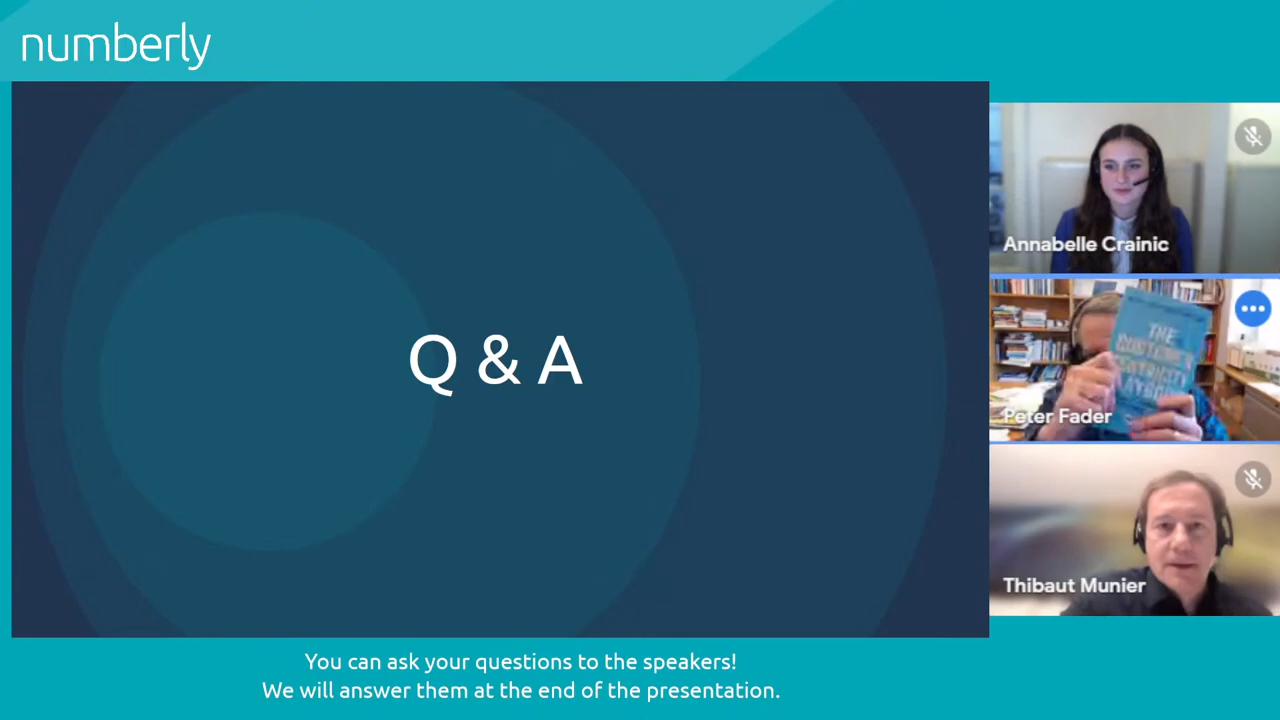 numberly
Q & A
Annabelle Crainic
THE
Peter Fader
Thibaut Munier
You can ask your questions to the speakers!
We will answer them at the end of the presentation.